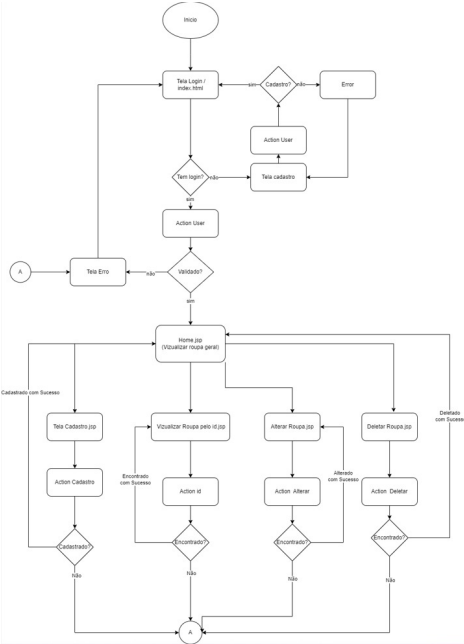 Inicio
Tela Login /
index.html
sim
Cadastro?
não
Error
Action User
Tem login?
não
Tela cadastro
sim
Action User
A
Tela Erro
não
Validado?
sim
Home.jsp
(Vizualizar roupa geral)
Cadastrado com Sucesso
Deletado
com Sucesso
Tela Cadastro.jsp
Vizualizar Roupa pelo id.jsp
Alterar Roupa.jsp
Deletar Roupa.jsp
Encontrado
com Sucesso
Alterado
com Sucesso
Action Cadastro
Action id
Action Alterar
Action Deletar
Cadastrado?
Encontrado?
Encontrado?
Encontrado?
Não
Não
Não
Não
A